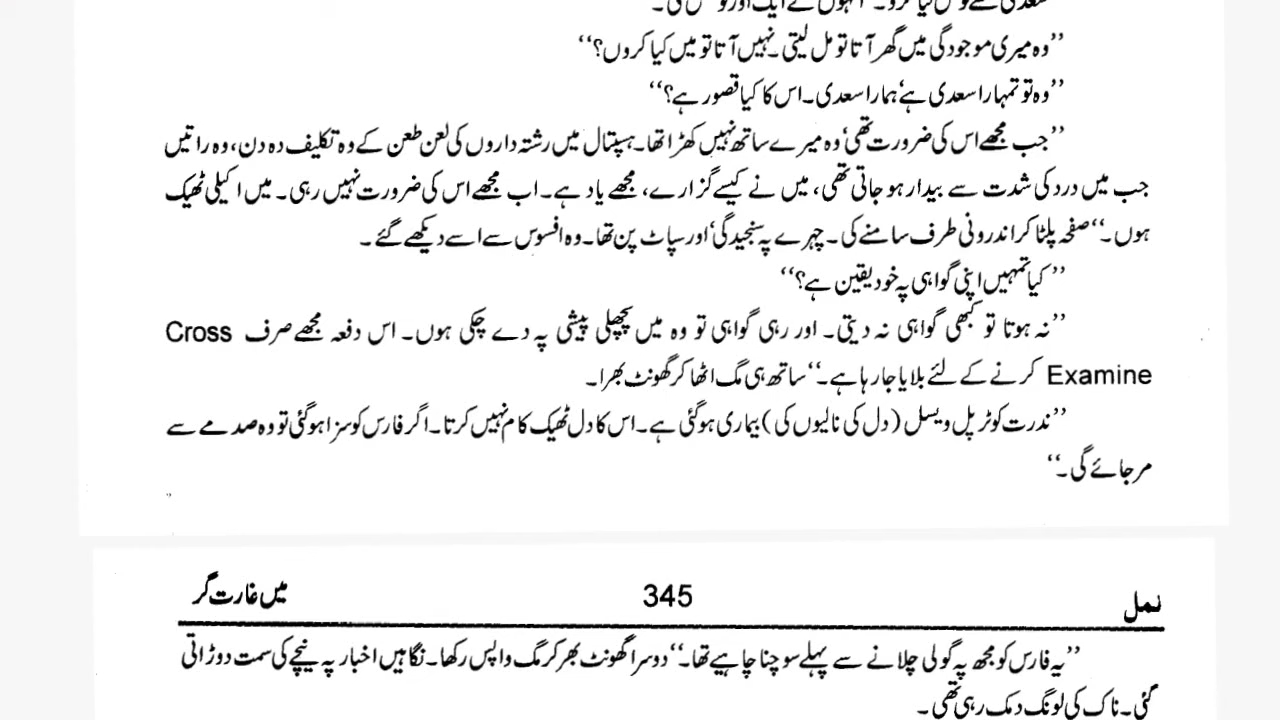 سعدی سے
”وہ میری موجودگی میں گھر آتا تو مل لیتی۔ نہیں آتا تو میں کیا کروں؟“
”وہ تو تمہارا سعدی ہے‘ ہمارا سعدی۔ اس کا کیا قصور ہے؟“
”جب مجھے اس کی ضرورت تھی‘ وہ میرے ساتھ نہیں کھڑا تھا۔ ہسپتال میں رشتہ داروں کی لعن طعن کے وہ تکلیف دہ دن، وہ راتیں
جب میں درد کی شدت سے بیدار ہو جاتی تھی، میں نے کیسے گزارے، مجھے یاد ہے۔ اب مجھے اس کی ضرورت نہیں رہی۔ میں اکیلی ٹھیک
ہوں۔“ صفحہ پلٹا کر اندرونی طرف سامنے کی۔ چہرے پہ سنجیدگی‘ اور سپاٹ پن تھا۔ وہ افسوس سے اسے دیکھے گئے۔
”کیا تمہیں اپنی گواہی پہ خود یقین ہے؟“
”نہ ہوتا تو کبھی گواہی نہ دیتی۔ اور رہی گواہی تو وہ میں پچھلی پیشی پہ دے چکی ہوں۔ اس دفعہ مجھے صرف Cross
Examine کرنے کے لئے بلایا جا رہا ہے۔“ ساتھ ہی مگ اٹھا کر گھونٹ بھرا۔
”ندرت کو ٹرپل ویسل (دل کی نالیوں کی) بیماری ہو گئی ہے۔ اس کا دل ٹھیک کام نہیں کرتا۔ اگر فارس کو سزا ہو گئی تو وہ صدمے سے
مر جائے گی۔“
نمل 345 میں غارت گر
”یہ فارس کو مجھ پہ گولی چلانے سے پہلے سوچنا چاہیے تھا۔“ دوسرا گھونٹ بھر کر مگ واپس رکھا۔ نگاہیں اخبار پہ نیچے کی سمت دوڑاتی
گئی۔ ناک کی لونگ دمک رہی تھی۔